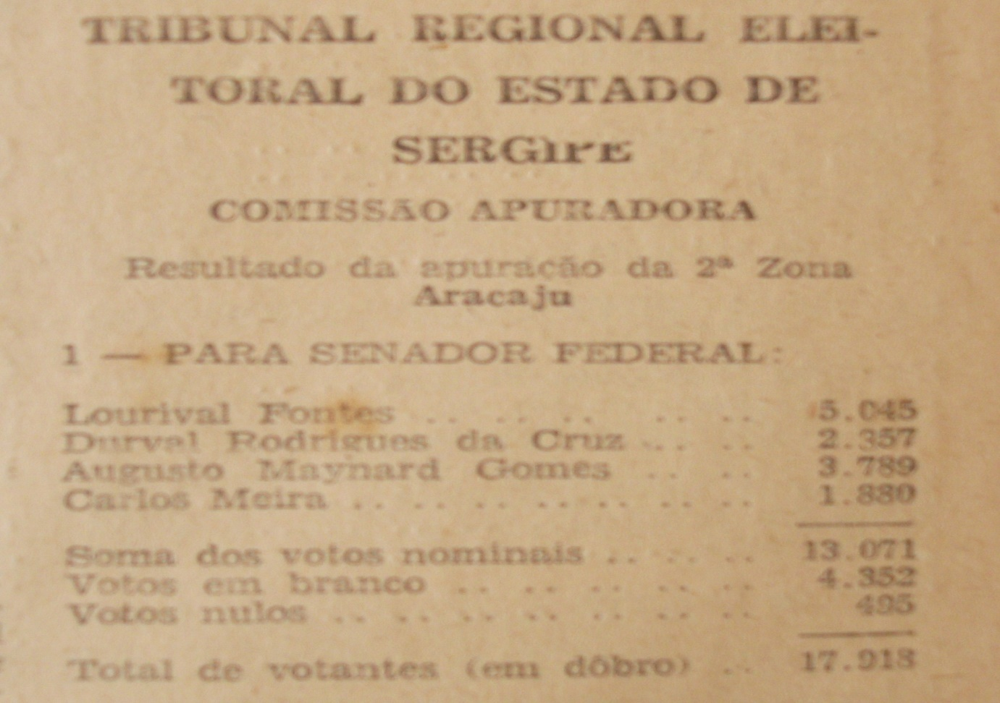 TRIBUNAL REGIONAL ELEI-
TORAL DO ESTADO DE
SERGIPE
COMISSÃO APURADORA
Resultado da apuração da 2ª Zona
Aracaju
1 — PARA SENADOR FEDERAL:
Lourival Fontes .. .. .. .. .. 5.045
Durval Rodrigues da Cruz .. .. 2.357
Augusto Maynard Gomes .. .. 3.789
Carlos Meira .. .. .. .. .. .. .. 1.880
Soma dos votos nominais .. .. .. 13.071
Votos em branco .. .. .. .. .. 4.352
Votos nulos .. .. .. .. .. .. .. 495
Total de votantes (em dôbro) .. 17.918